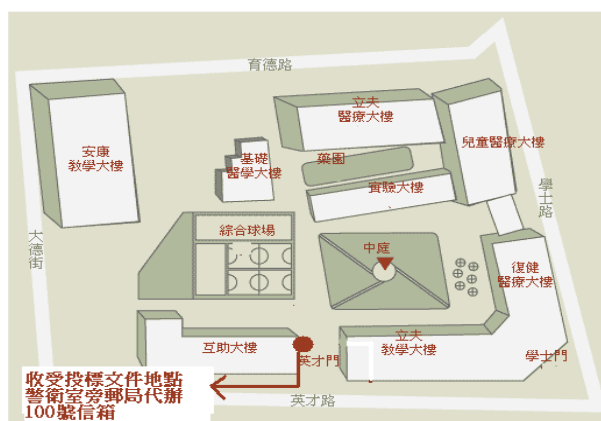 育德路
立夫
醫療大樓
安康
教學大樓
基礎
醫學大樓
藥園
兒童醫療大樓
實驗大樓
學士路
大德街
綜合球場
中庭
復健
醫療大樓
互助大樓
英才門
立夫
教學大樓
學士門
收受投標文件地點
警衛室旁郵局代辦
100號信箱
英才路